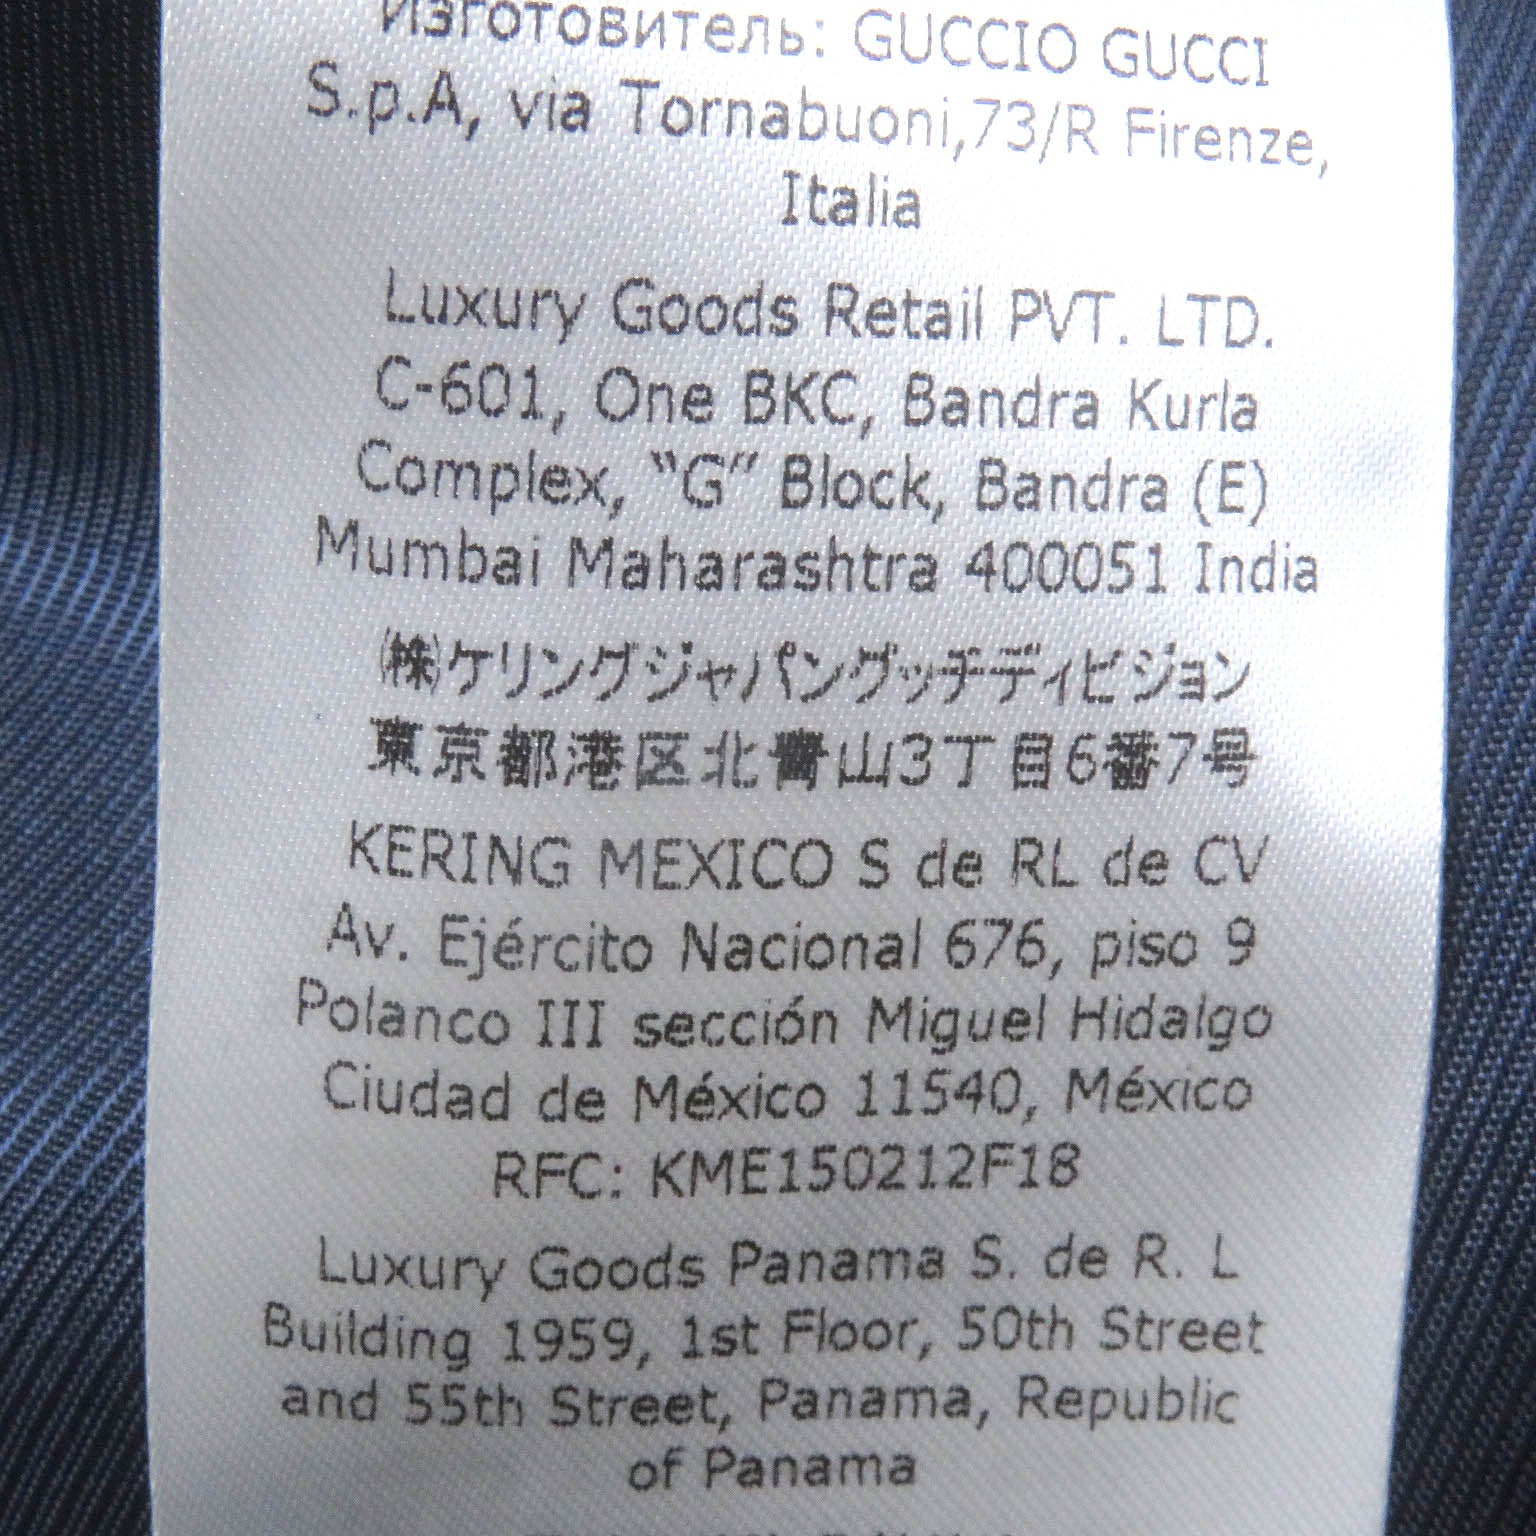 Изготовитель: GUCCIO GUCCI
S.p.A, via Tornabuoni,73/R Firenze,
Italia
Luxury Goods Retail PVT. LTD.
C-601, One BKC, Bandra Kurla
Complex, “G” Block, Bandra (E)
Mumbai Maharashtra 400051 India
㈱ケリングジャパングッチディビジョン
東京都港区北青山3丁目6番7号
KERING MEXICO S de RL de CV
Av. Ejército Nacional 676, piso 9
Polanco III sección Miguel Hidalgo
Ciudad de México 11540, México
RFC: KME150212F18
Luxury Goods Panama S. de R. L
Building 1959, 1st Floor, 50th Street
and 55th Street, Panama, Republic
of Panama